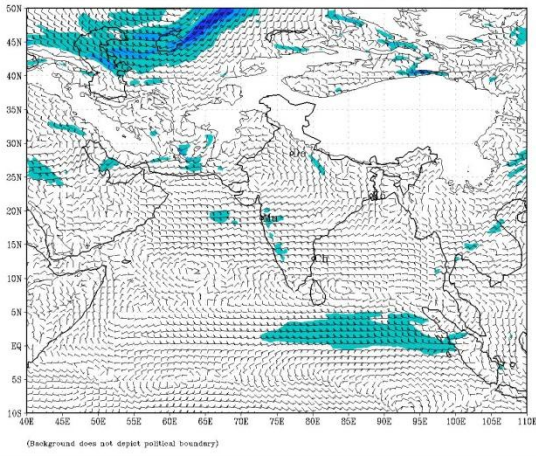 50N
45N
40N
35N
30N
25N
20N
15N
10N
5N
EQ
5S
10S
40E 45E 50E 55E 60E 65E 70E 75E 80E 85E 90E 95E 100E 105E 110E
(Background does not depict political boundary)